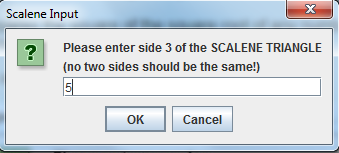 Scalene Input
Please enter side 3 of the SCALENE TRIANGLE
(no two sides should be the same!)
5
OK Cancel